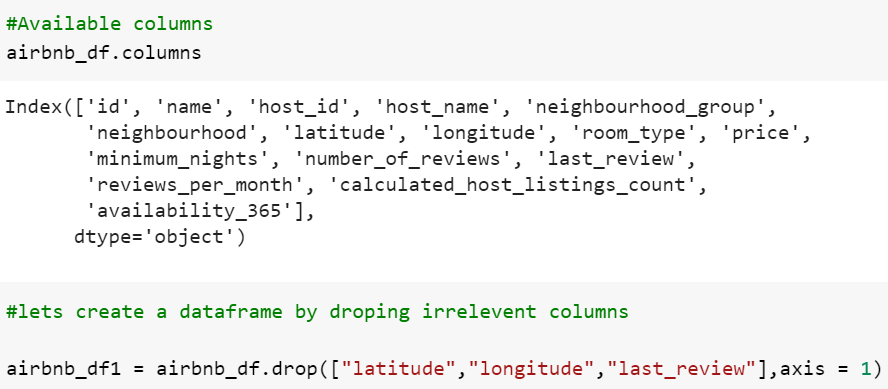 #Available columns
airbnb_df.columns
Index(['id', 'name', 'host_id', 'host_name', 'neighbourhood_group',
'neighbourhood', 'latitude', 'longitude', 'room_type', 'price',
'minimum_nights', 'number_of_reviews', 'last_review',
'reviews_per_month', 'calculated_host_listings_count',
'availability_365'],
dtype='object')
#lets create a dataframe by droping irrelevent columns
airbnb_df1 = airbnb_df.drop(["latitude","longitude","last_review"],axis = 1)